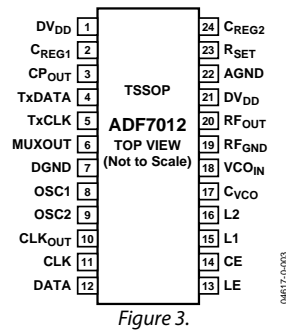 DVDD 1
CREG1 2
CPOUT 3
TxDATA 4
TxCLK 5
MUXOUT 6
DGND 7
OSC1 8
OSC2 9
CLKOUT 10
CLK 11
DATA 12
TSSOP
ADF7012
TOP VIEW
(Not to Scale)
24 CREG2
23 RSET
22 AGND
21 DVDD
20 RFOUT
19 RFGND
18 VCOIN
17 CVCO
16 L2
15 L1
14 CE
13 LE
04617-0-003
Figure 3.